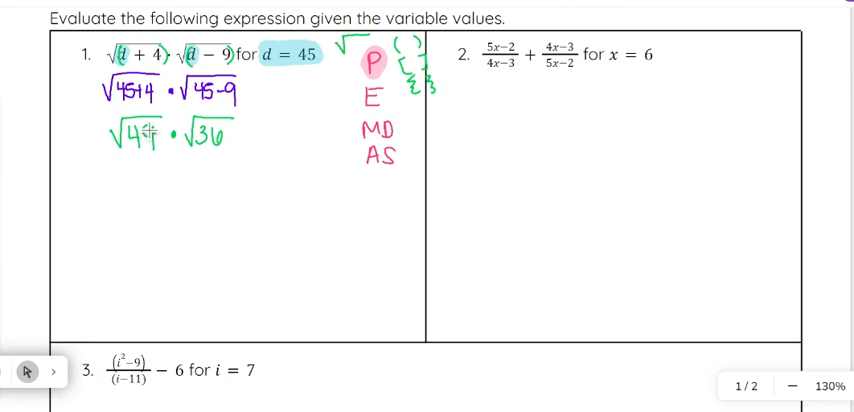 Evaluate the following expression given the variable values.
1. √(d + 4) · √(d − 9) for d = 45
√45+4 · √45-9
√49 · √36
√ ( )
P [ ]
{ }
E
MD
AS
2. 5x−2/4x−3 + 4x−3/5x−2 for x = 6
3. (i²−9)/(i−11) − 6 for i = 7
1 / 2 − 130%